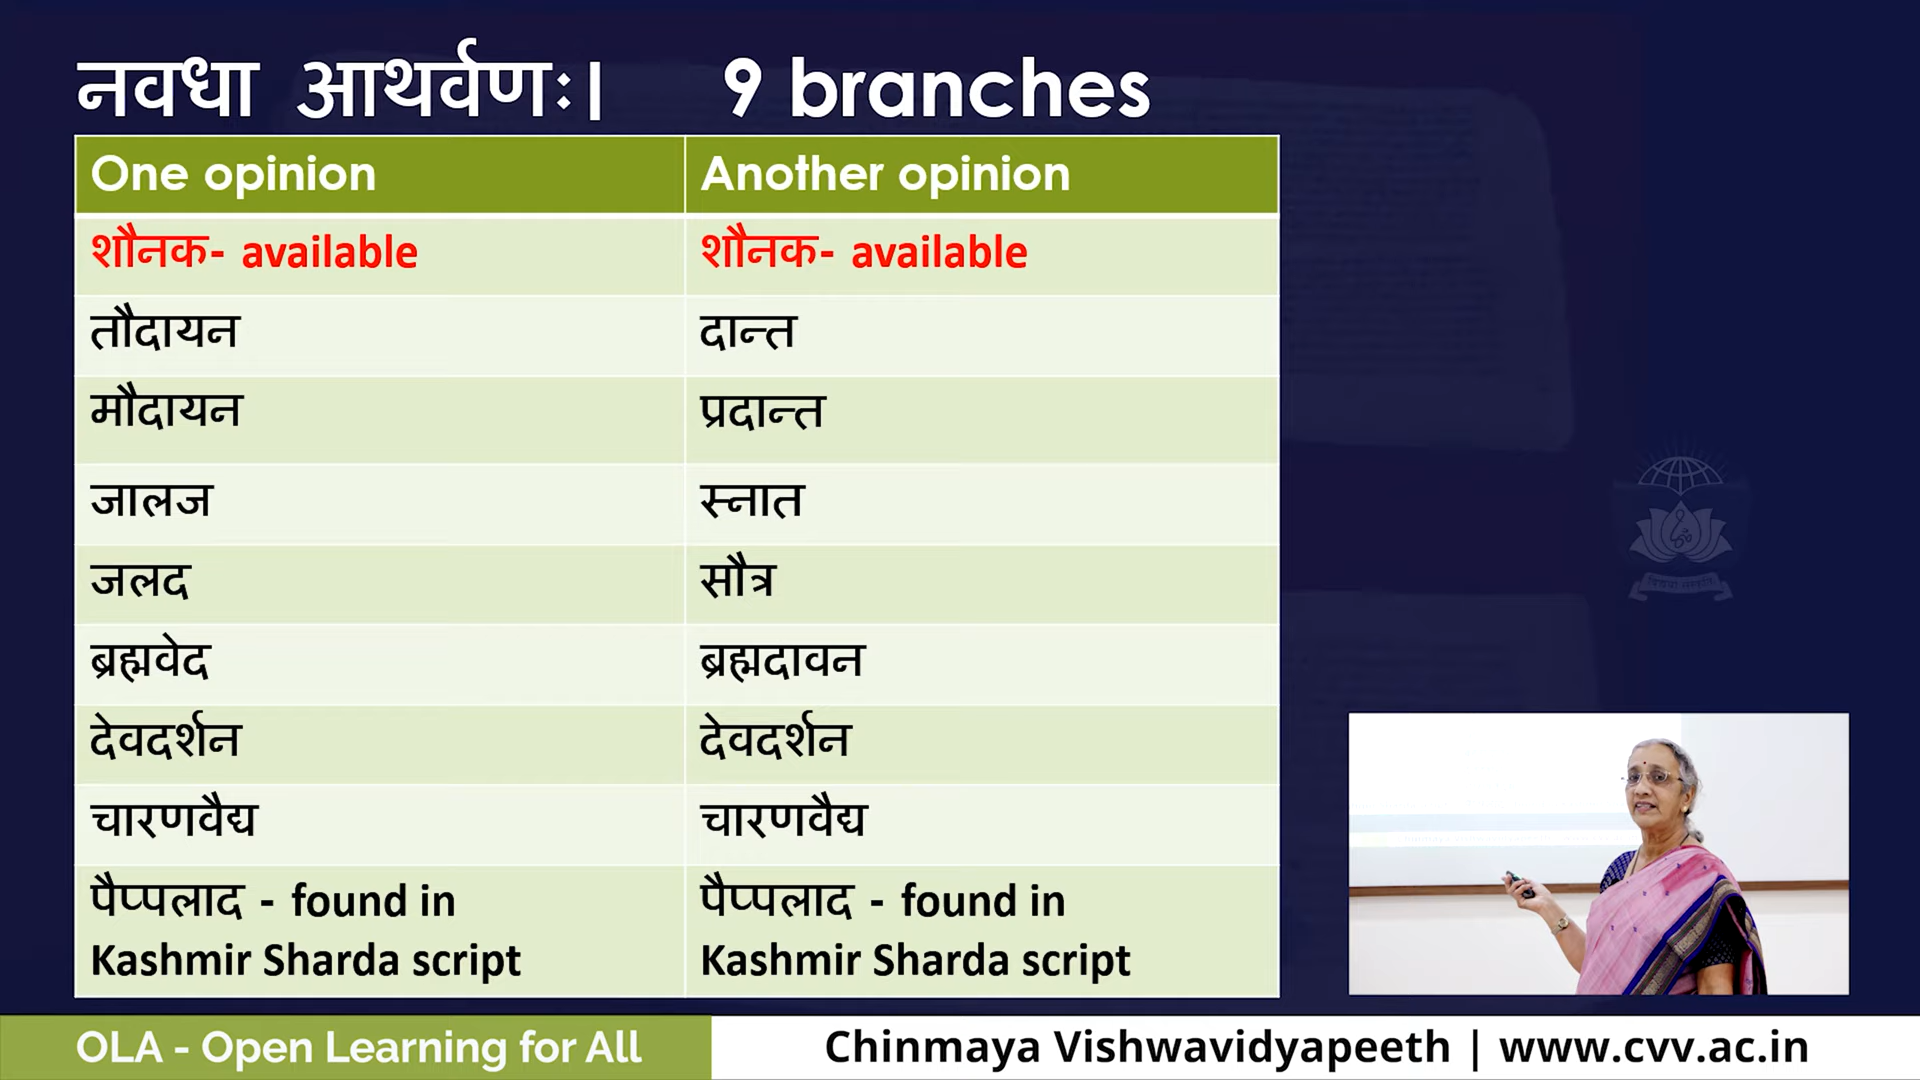 नवधा आथर्वणः। 9 branches
One opinion Another opinion
शौनक- available शौनक- available
तौदायन दान्त
मौदायन प्रदान्त
जालज स्नात
जलद सौत्र
ब्रह्मवेद ब्रह्मदावन
देवदर्शन देवदर्शन
चारणवैद्य चारणवैद्य
पैप्पलाद - found in पैप्पलाद - found in
Kashmir Sharda script Kashmir Sharda script
OLA - Open Learning for All Chinmaya Vishwavidyapeeth | www.cvv.ac.in